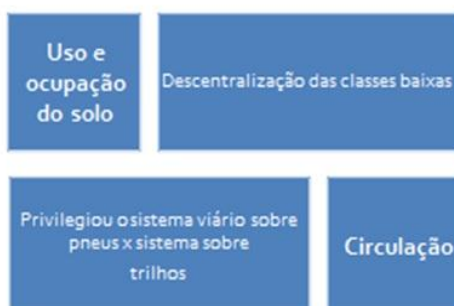 Uso e
ocupação
do solo
Descentralização das classes baixas
Privilegiou osistema viário sobre
pneus x sistema sobre
trilhos
Circulação